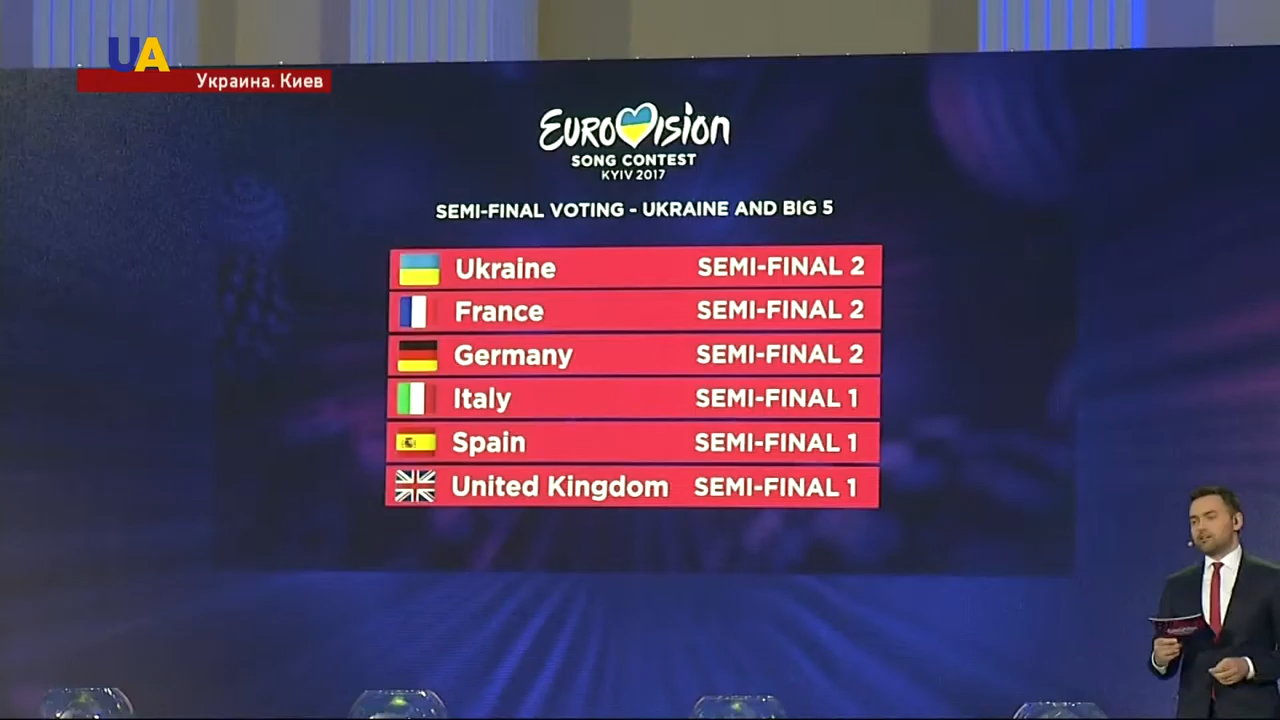 UA
Украина. Киев
EUROVISION
SONG CONTEST
KYIV 2017
SEMI-FINAL VOTING - UKRAINE AND BIG 5
Ukraine SEMI-FINAL 2
France SEMI-FINAL 2
Germany SEMI-FINAL 2
Italy SEMI-FINAL 1
Spain SEMI-FINAL 1
United Kingdom SEMI-FINAL 1